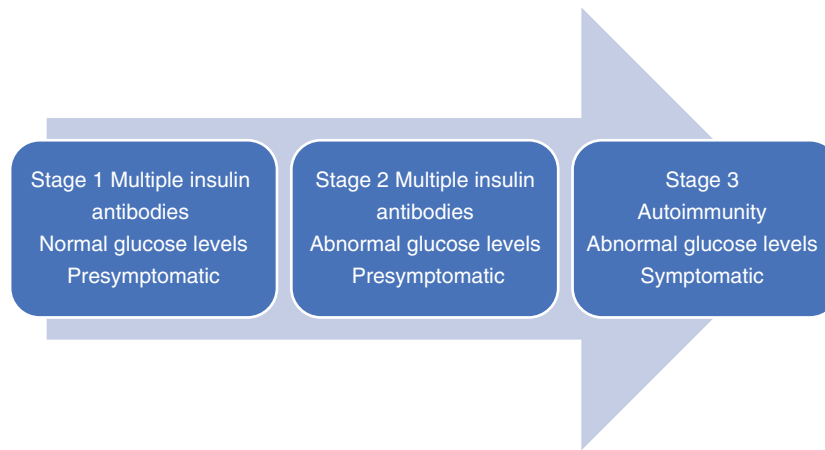 Stage 1 Multiple insulin
antibodies
Normal glucose levels
Presymptomatic
Stage 2 Multiple insulin
antibodies
Abnormal glucose levels
Presymptomatic
Stage 3
Autoimmunity
Abnormal glucose levels
Symptomatic